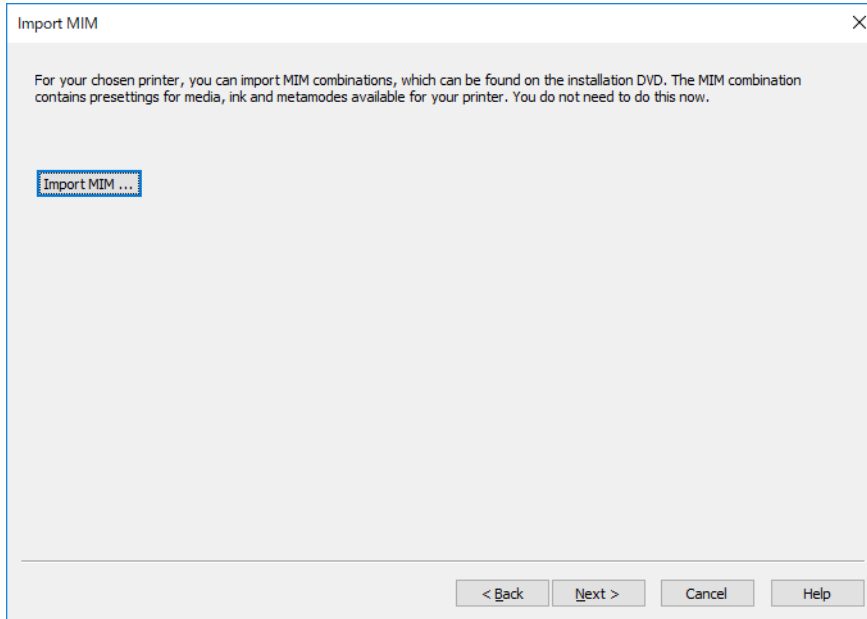 Import MIM
For your chosen printer, you can import MIM combinations, which can be found on the installation DVD. The MIM combination
contains presettings for media, ink and metamodes available for your printer. You do not need to do this now.
Import MIM ...
< Back
Next >
Cancel
Help